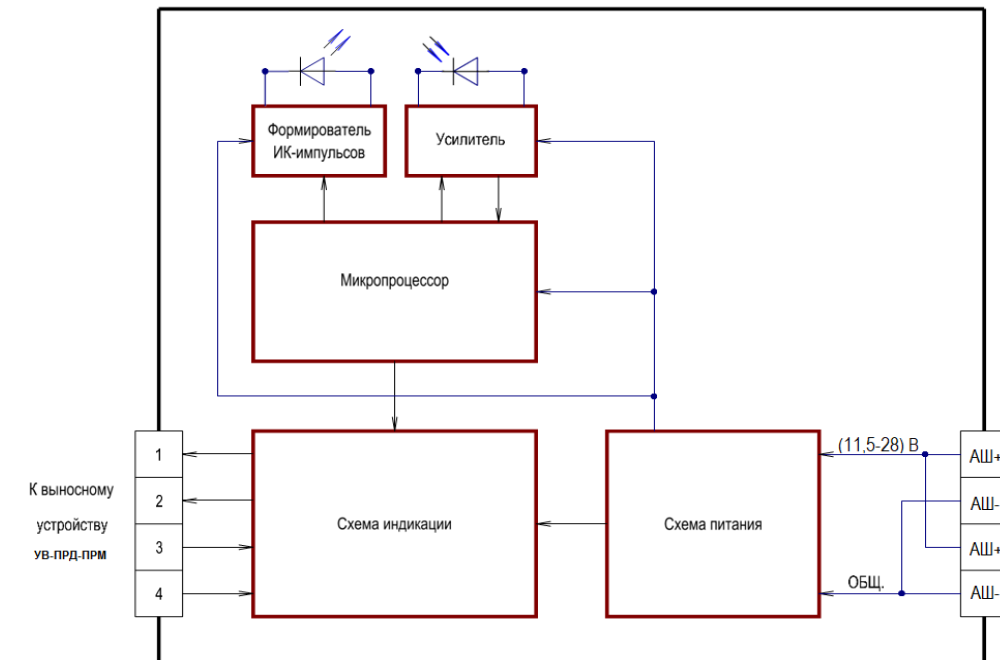 Формирователь
ИК-импульсов
Усилитель
Микропроцессор
(11,5-28) В
1
АШ+
К выносному
2
АШ-
устройству
Схема индикации
Схема питания
УВ-ПРД-ПРМ
3
АШ+
ОБЩ.
4
АШ-